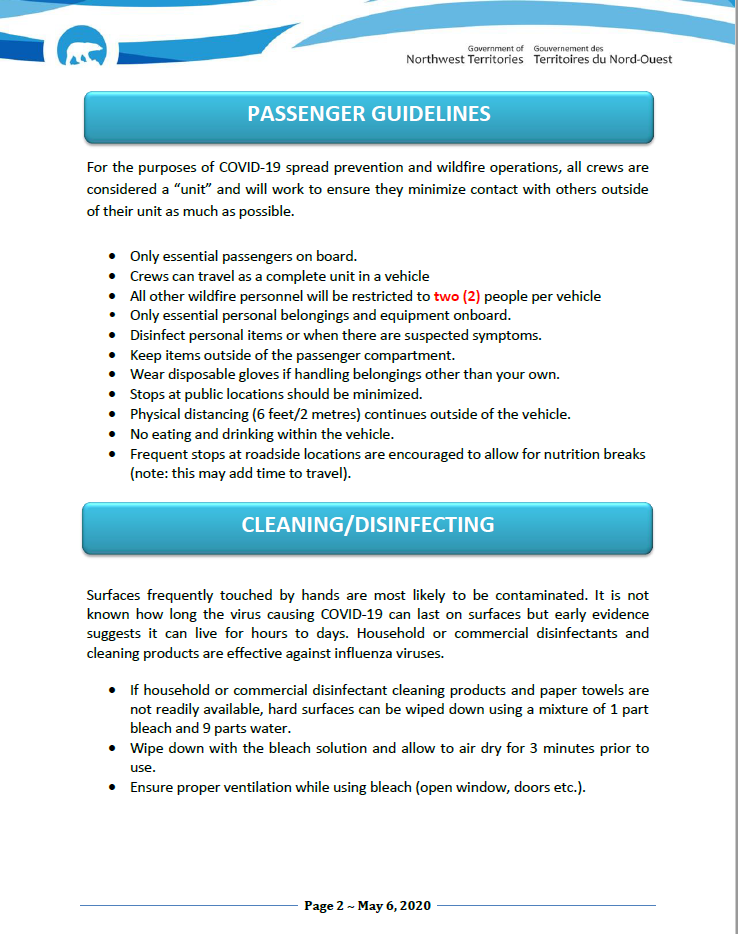 Government of Gouvernement des
Northwest Territories Territoires du Nord-Ouest
PASSENGER GUIDELINES
For the purposes of COVID-19 spread prevention and wildfire operations, all crews are
considered a “unit” and will work to ensure they minimize contact with others outside
of their unit as much as possible.
• Only essential passengers on board.
• Crews can travel as a complete unit in a vehicle
• All other wildfire personnel will be restricted to two (2) people per vehicle
• Only essential personal belongings and equipment onboard.
• Disinfect personal items or when there are suspected symptoms.
• Keep items outside of the passenger compartment.
• Wear disposable gloves if handling belongings other than your own.
• Stops at public locations should be minimized.
• Physical distancing (6 feet/2 metres) continues outside of the vehicle.
• No eating and drinking within the vehicle.
• Frequent stops at roadside locations are encouraged to allow for nutrition breaks
(note: this may add time to travel).
CLEANING/DISINFECTING
Surfaces frequently touched by hands are most likely to be contaminated. It is not
known how long the virus causing COVID-19 can last on surfaces but early evidence
suggests it can live for hours to days. Household or commercial disinfectants and
cleaning products are effective against influenza viruses.
• If household or commercial disinfectant cleaning products and paper towels are
not readily available, hard surfaces can be wiped down using a mixture of 1 part
bleach and 9 parts water.
• Wipe down with the bleach solution and allow to air dry for 3 minutes prior to
use.
• Ensure proper ventilation while using bleach (open window, doors etc.).
Page 2 ~ May 6, 2020